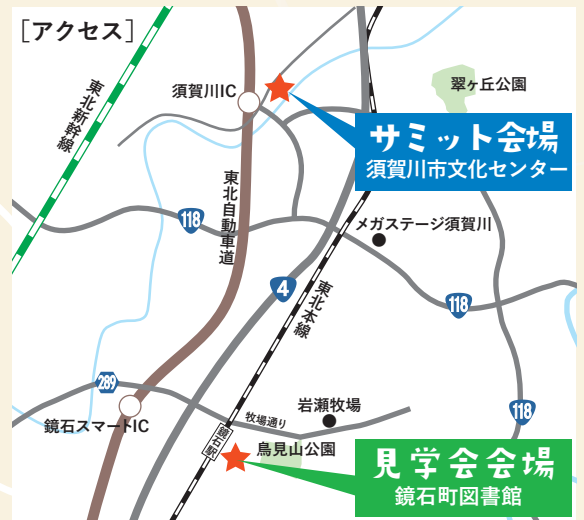 [アクセス]
東北新幹線
須賀川IC
翠ヶ丘公園
サミット会場
須賀川市文化センター
東北自動車道
118
メガステージ須賀川
4
東北本線
118
289
岩瀬牧場
118
鏡石スマートIC
牧場通り
鏡石駅
鳥見山公園
見学会会場
鏡石町図書館